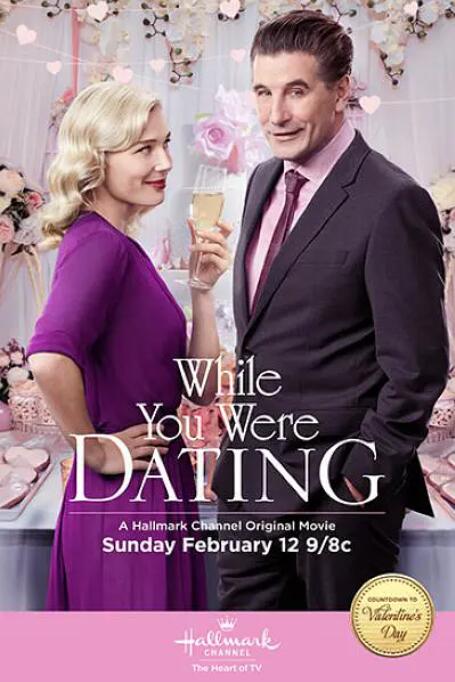 While
You Were
DATING
A Hallmark Channel Original Movie
Sunday February 12 9/8c
COUNTDOWN TO
Valentine's
Day
Hallmark
CHANNEL
The Heart of TV